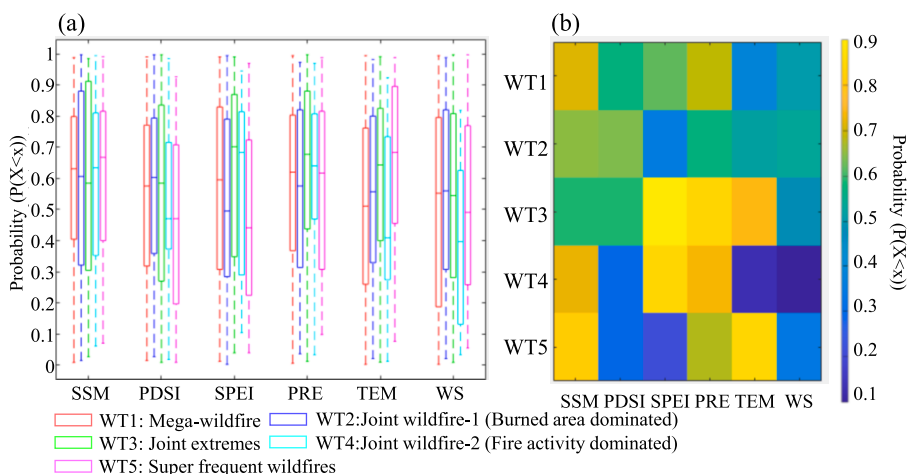 (a)
Probability (P(X<x))
1
0.9
0.8
0.7
0.6
0.5
0.4
0.3
0.2
0.1
0
SSM PDSI SPEI PRE TEM WS
WT1: Mega-wildfire
WT2:Joint wildfire-1 (Burned area dominated)
WT3: Joint extremes
WT4:Joint wildfire-2 (Fire activity dominated)
WT5: Super frequent wildfires
(b)
WT1
WT2
WT3
WT4
WT5
SSM PDSI SPEI PRE TEM WS
0.9
0.8
0.7
0.6
0.5
0.4
0.3
0.2
0.1
Probability (P(X<x))